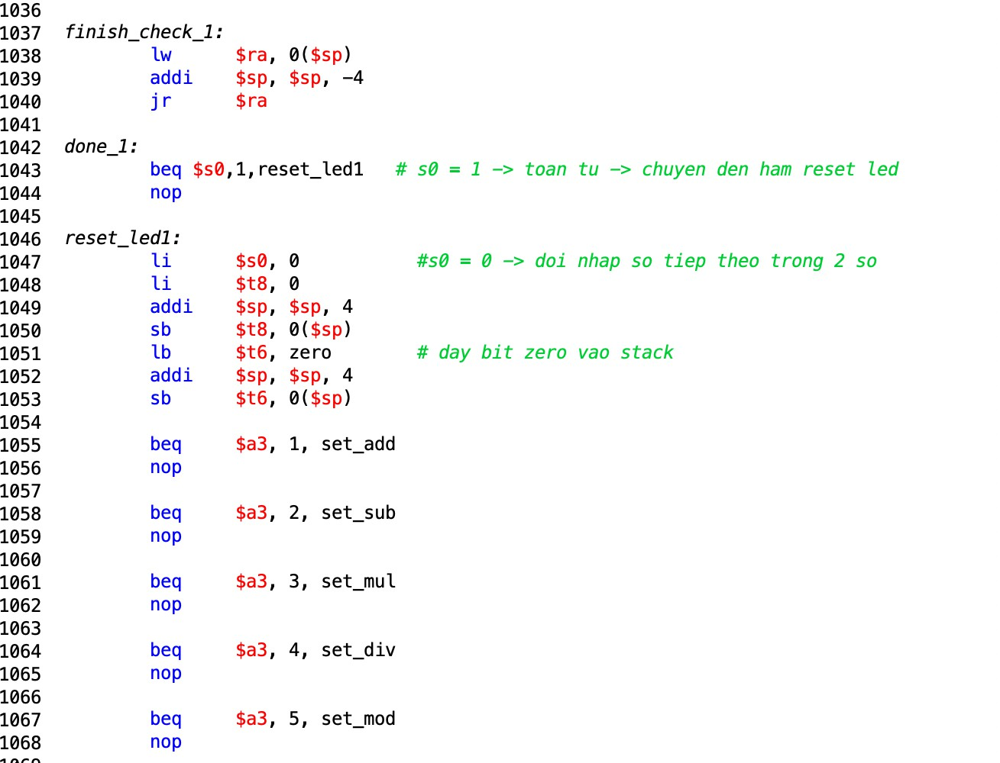 1036
1037 finish_check_1:
1038 lw $ra, 0($sp)
1039 addi $sp, $sp, -4
1040 jr $ra
1041
1042 done_1:
1043 beq $s0,1,reset_led1 # s0 = 1 -> toan tu -> chuyen den ham reset led
1044 nop
1045
1046 reset_led1:
1047 li $s0, 0 #s0 = 0 -> doi nhap so tiep theo trong 2 so
1048 li $t8, 0
1049 addi $sp, $sp, 4
1050 sb $t8, 0($sp)
1051 lb $t6, zero # day bit zero vao stack
1052 addi $sp, $sp, 4
1053 sb $t6, 0($sp)
1054
1055 beq $a3, 1, set_add
1056 nop
1057
1058 beq $a3, 2, set_sub
1059 nop
1060
1061 beq $a3, 3, set_mul
1062 nop
1063
1064 beq $a3, 4, set_div
1065 nop
1066
1067 beq $a3, 5, set_mod
1068 nop